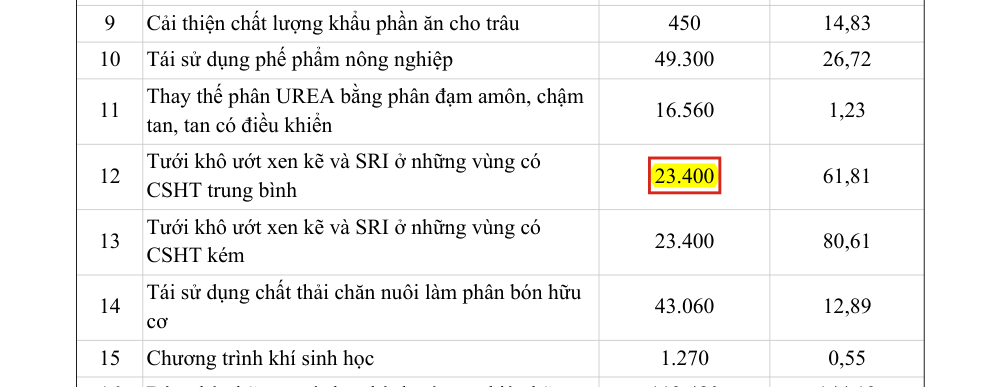 9 Cải thiện chất lượng khẩu phần ăn cho trâu 450 14,83
10 Tái sử dụng phế phẩm nông nghiệp 49.300 26,72
Thay thế phân UREA bằng phân đạm amôn, chậm
11 16.560 1,23
tan, tan có điều khiển
Tưới khô ướt xen kẽ và SRI ở những vùng có
12 23.400 61,81
CSHT trung bình
Tưới khô ướt xen kẽ và SRI ở những vùng có
13 23.400 80,61
CSHT kém
Tái sử dụng chất thải chăn nuôi làm phân bón hữu
14 43.060 12,89
cơ
15 Chương trình khí sinh học 1.270 0,55